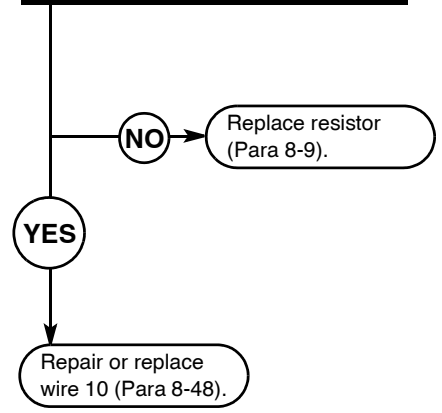 NO
Replace resistor
(Para 8-9).
YES
Repair or replace
wire 10 (Para 8-48).